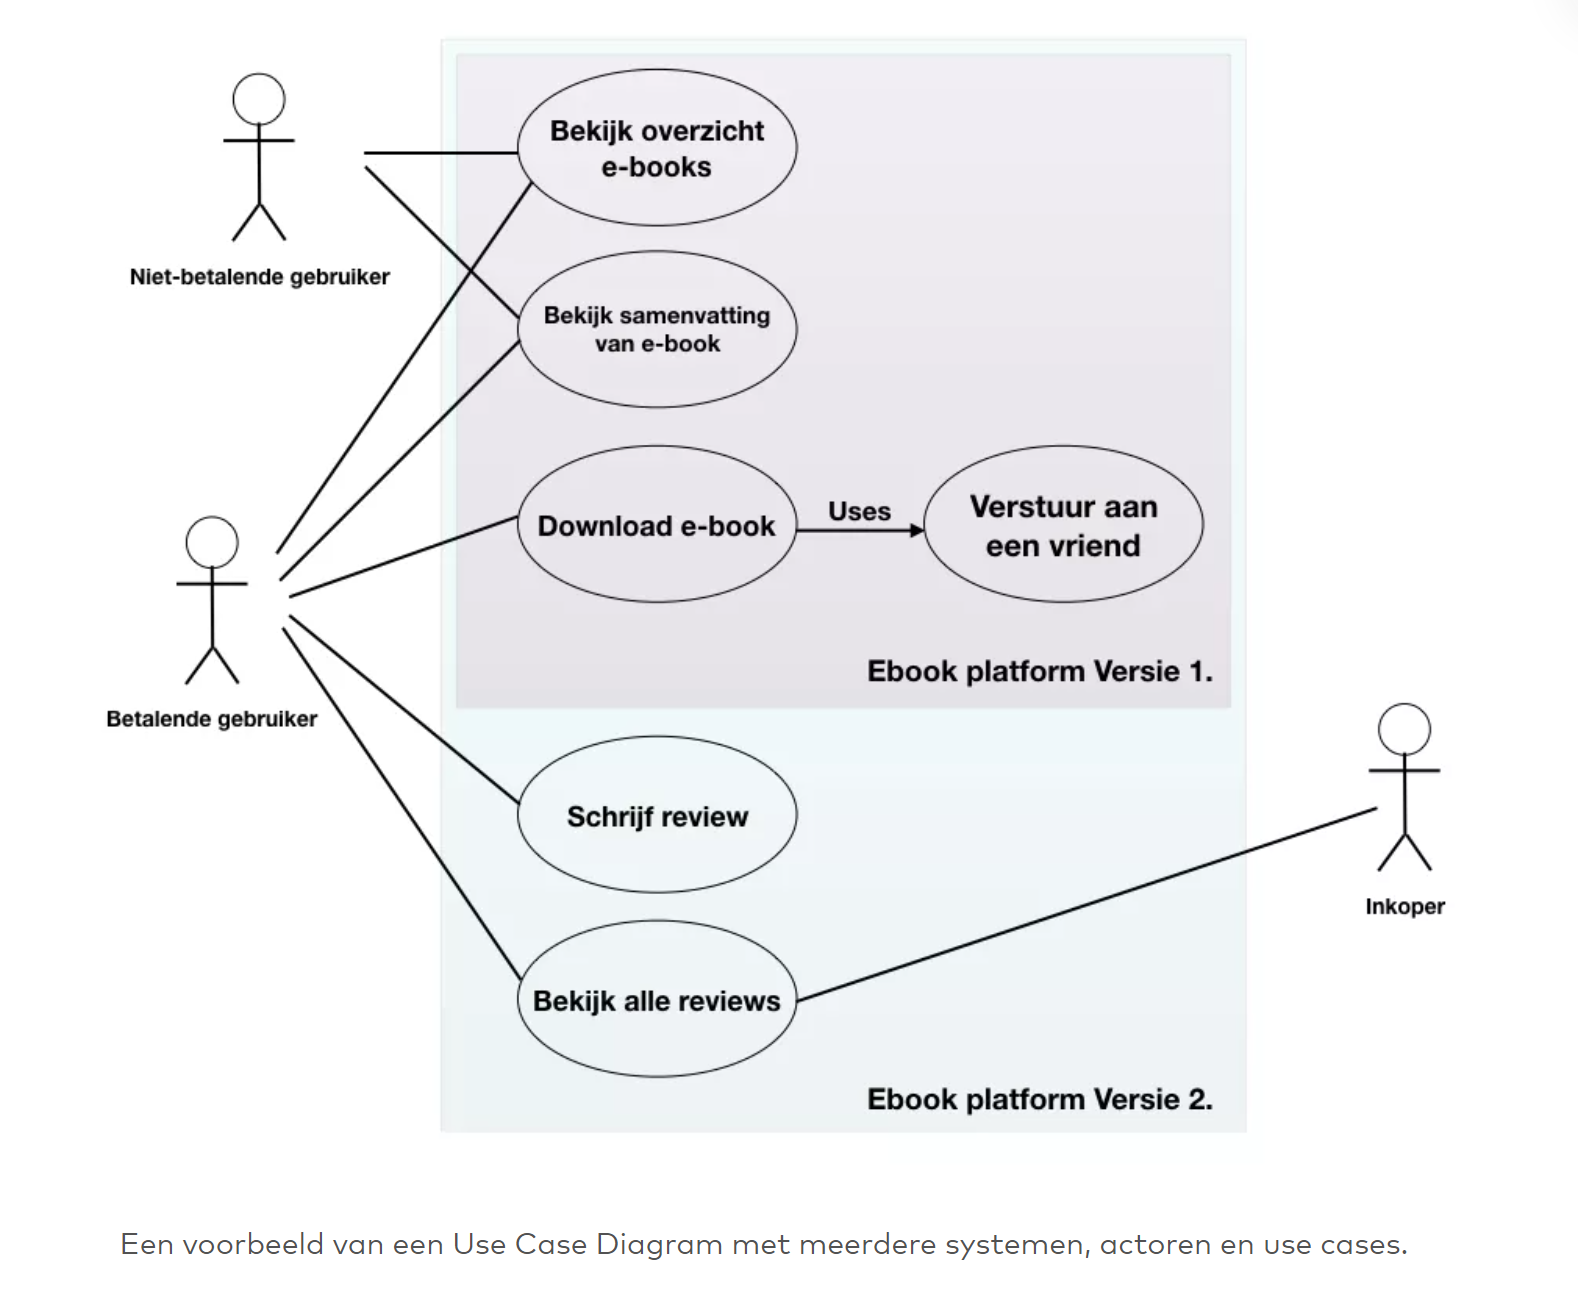 Bekijk overzicht
e-books
Niet-betalende gebruiker
Bekijk samenvatting
van e-book
Download e-book
Uses
Verstuur aan
een vriend
Ebook platform Versie 1.
Betalende gebruiker
Schrijf review
Inkoper
Bekijk alle reviews
Ebook platform Versie 2.
Een voorbeeld van een Use Case Diagram met meerdere systemen, actoren en use cases.